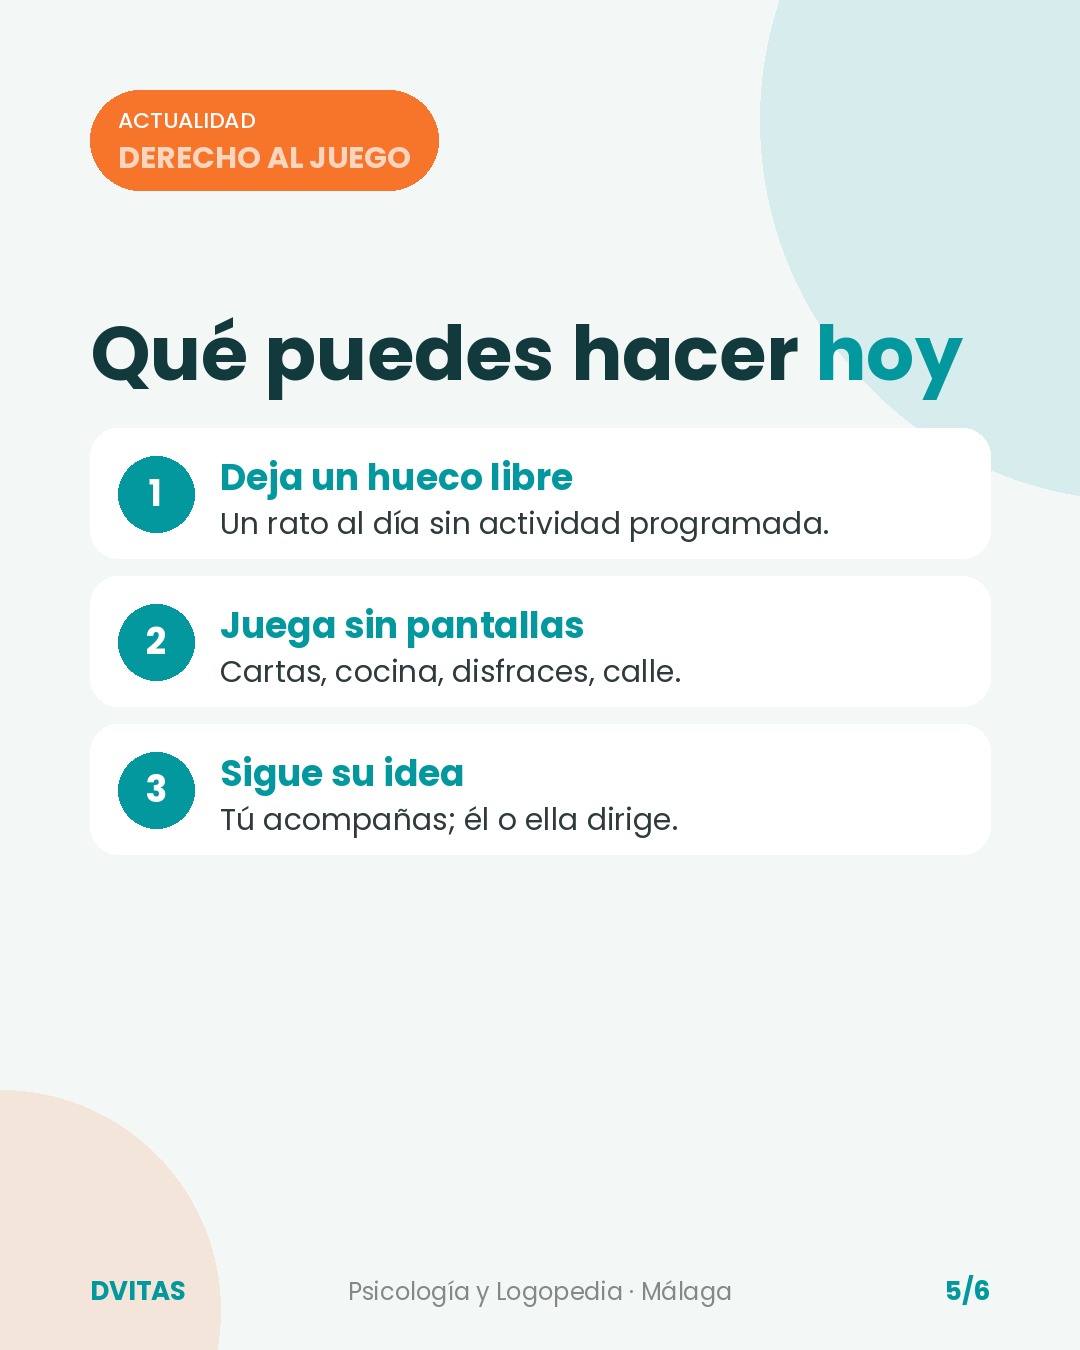 ACTUALIDAD
DERECHO AL JUEGO
Qué puedes hacer hoy
1
Deja un hueco libre
Un rato al día sin actividad programada.
2
Juega sin pantallas
Cartas, cocina, disfraces, calle.
3
Sigue su idea
Tú acompañas; él o ella dirige.
DVITAS
Psicología y Logopedia · Málaga
5/6